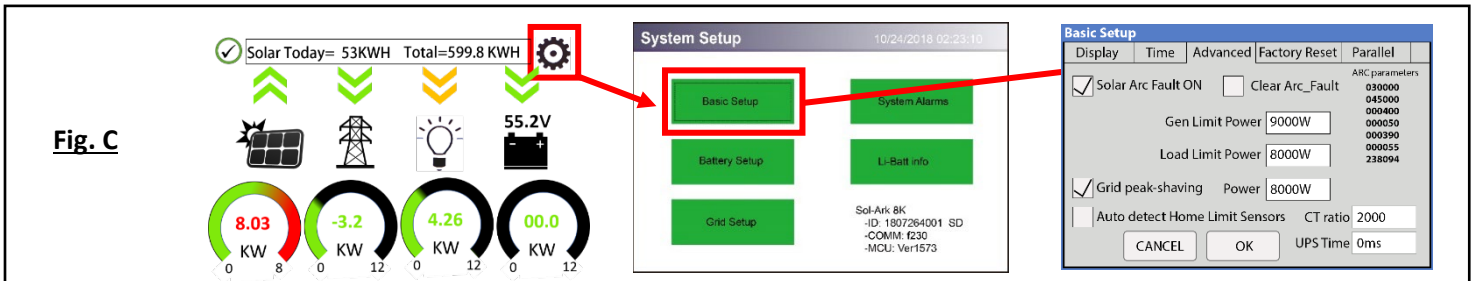 Fig. C
Solar Today= 53KWH Total=599.8 KWH
55.2V
- +
8.03
KW
0 8
-3.2
KW
0 12
4.26
KW
0 12
00.0
KW
0 12
System Setup 10/24/2018 02:23:10
Basic Setup System Alarms
Battery Setup Li-Batt info
Grid Setup
Sol-Ark 8K
-ID: 1807264001 SD
-COMM: f230
-MCU: Ver1573
Basic Setup
Display Time Advanced Factory Reset Parallel
Solar Arc Fault ON Clear Arc_Fault
ARC parameters
030000
045000
000400
000050
000390
000055
238094
Gen Limit Power 9000W
Load Limit Power 8000W
Grid peak-shaving Power 8000W
Auto detect Home Limit Sensors CT ratio 2000
CANCEL OK UPS Time 0ms